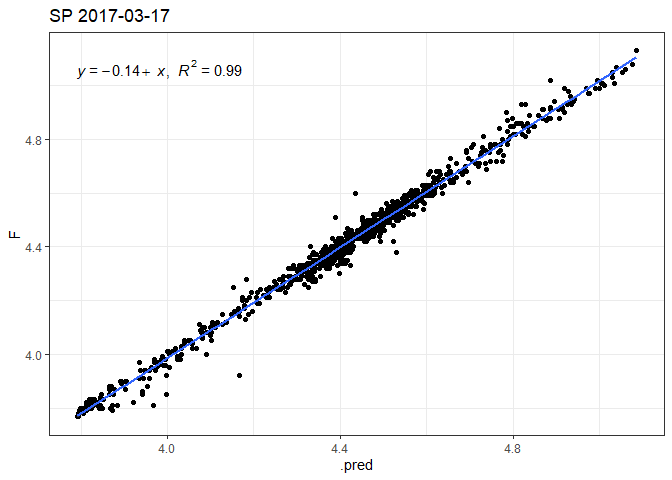 SP 2017-03-17
y = −0.14 + x, R² = 0.99
F
4.8
4.4
4.0
4.0 4.4 4.8
.pred